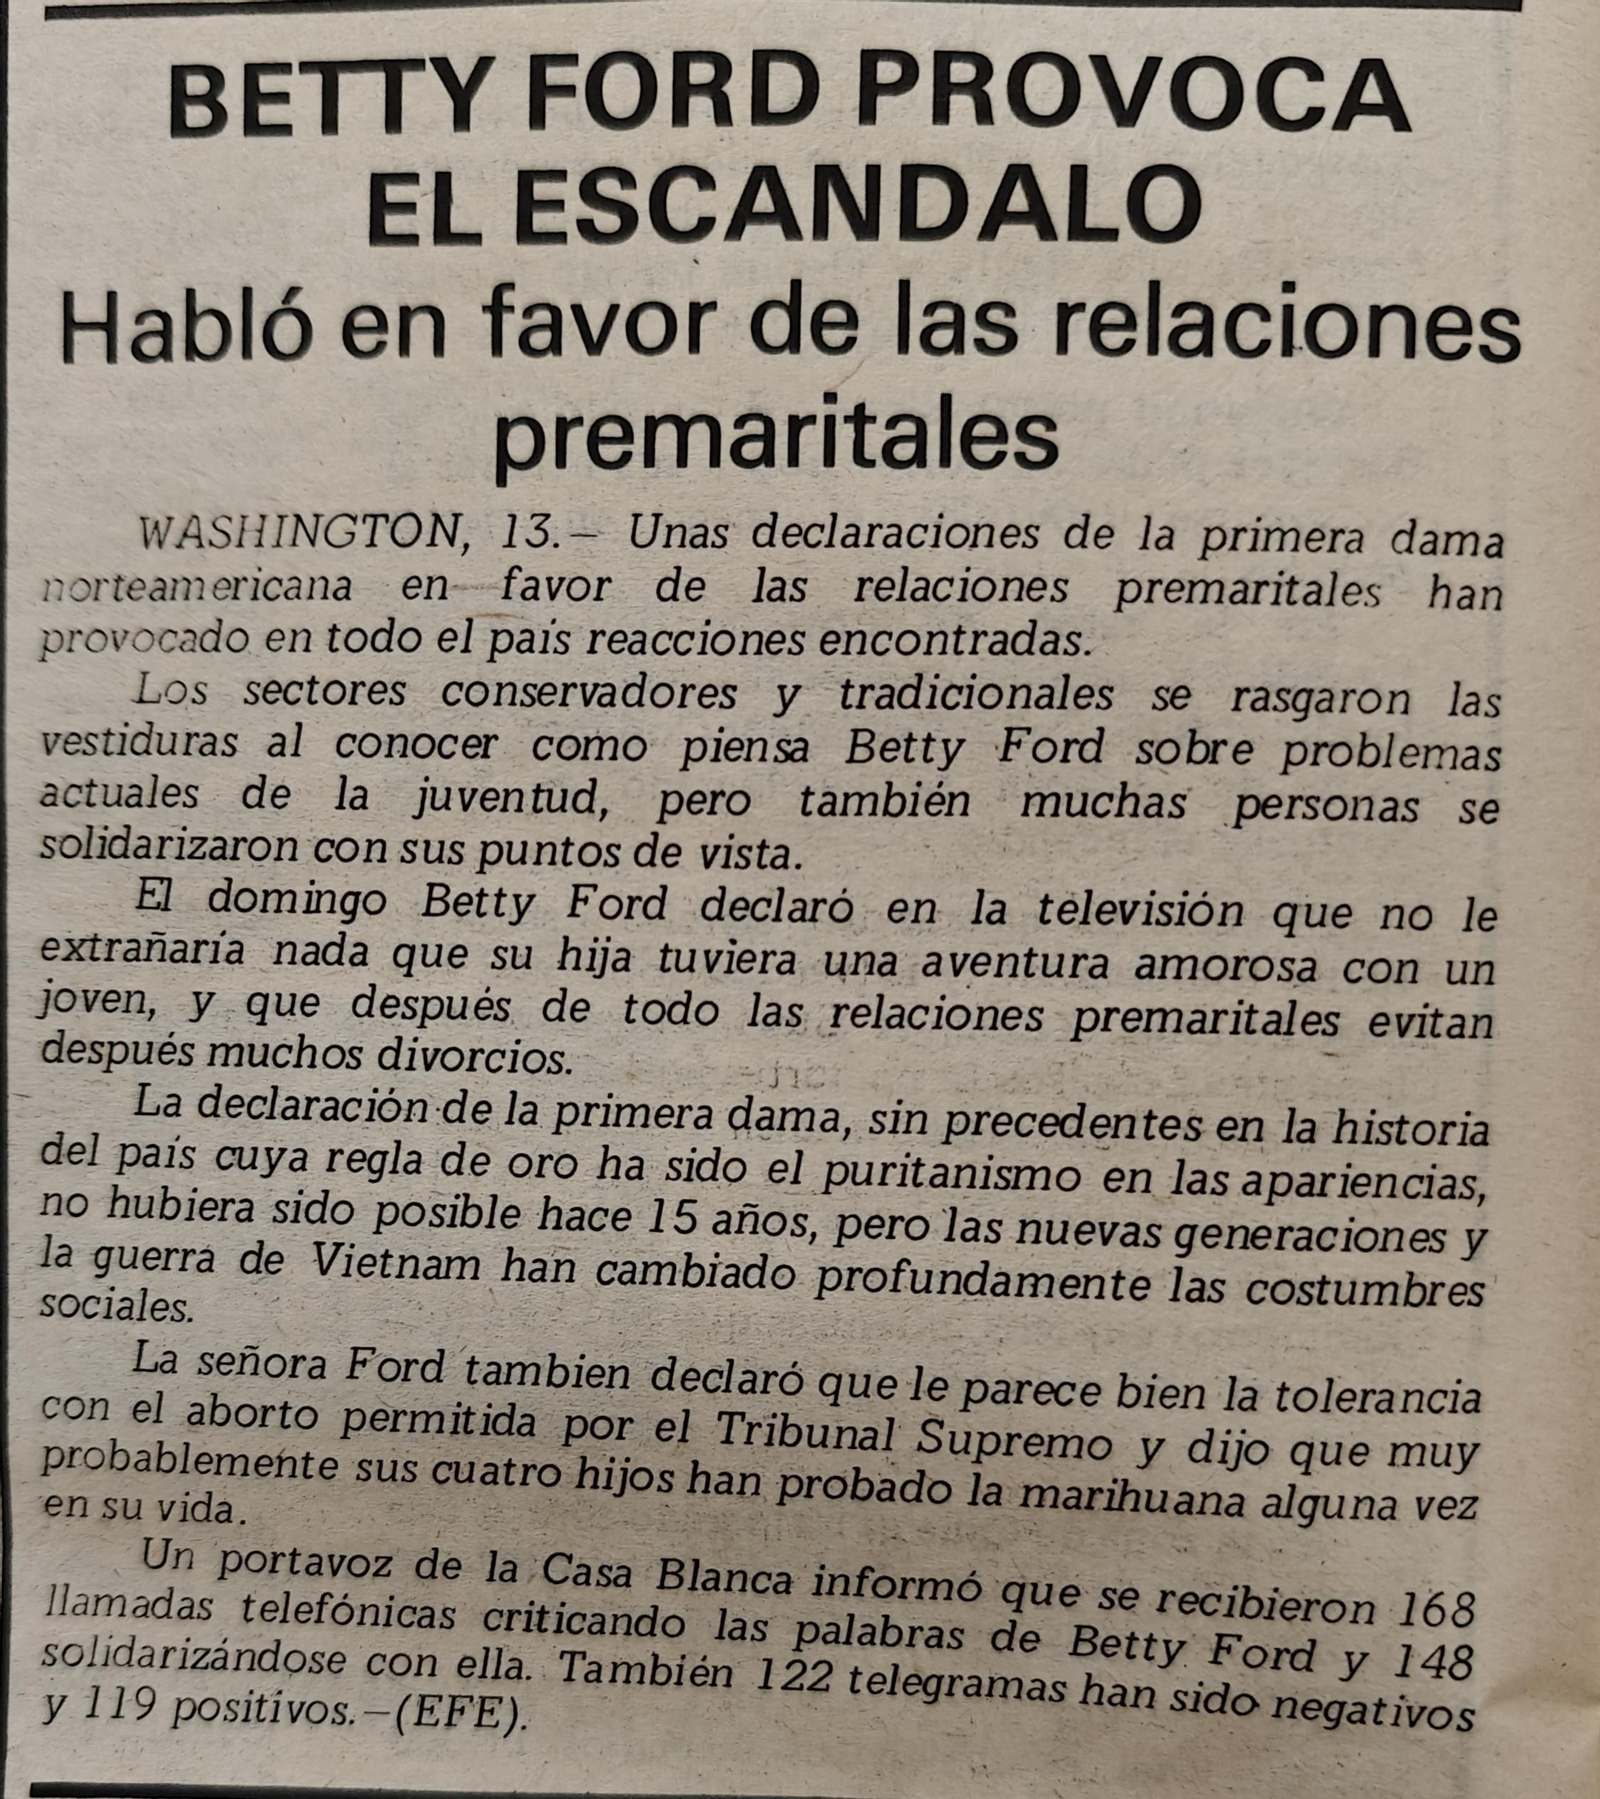 BETTY FORD PROVOCA
EL ESCANDALO
Habló en favor de las relaciones
premaritales
WASHINGTON, 13.— Unas declaraciones de la primera dama
norteamericana en favor de las relaciones premaritales han
provocado en todo el país reacciones encontradas.
Los sectores conservadores y tradicionales se rasgaron las
vestiduras al conocer como piensa Betty Ford sobre problemas
actuales de la juventud, pero también muchas personas se
solidarizaron con sus puntos de vista.
El domingo Betty Ford declaró en la televisión que no le
extrañaría nada que su hija tuviera una aventura amorosa con un
joven, y que después de todo las relaciones premaritales evitan
después muchos divorcios.
La declaración de la primera dama, sin precedentes en la historia
del país cuya regla de oro ha sido el puritanismo en las apariencias,
no hubiera sido posible hace 15 años, pero las nuevas generaciones y
la guerra de Vietnam han cambiado profundamente las costumbres
sociales.
La señora Ford tambien declaró que le parece bien la tolerancia
con el aborto permitida por el Tribunal Supremo y dijo que muy
probablemente sus cuatro hijos han probado la marihuana alguna vez
en su vida.
Un portavoz de la Casa Blanca informó que se recibieron 168
llamadas telefónicas criticando las palabras de Betty Ford y 148
solidarizándose con ella. También 122 telegramas han sido negativos
y 119 positivos.—(EFE).